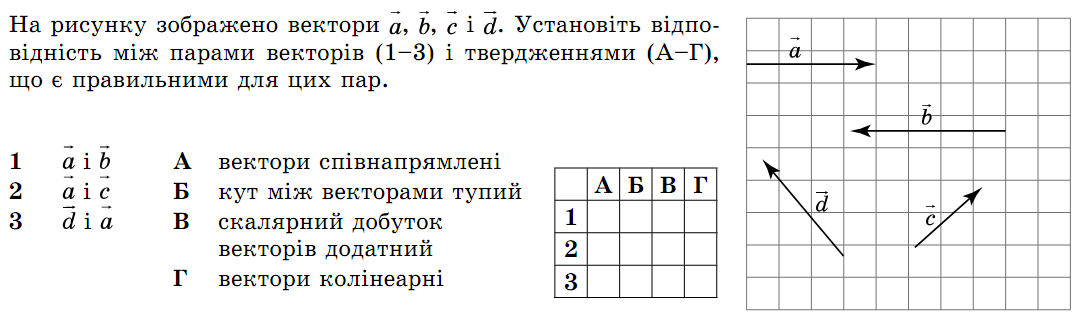 На рисунку зображено вектори a⃗, b⃗, c⃗ і d⃗. Установіть відпо-
відність між парами векторів (1–3) і твердженнями (А–Г),
що є правильними для цих пар.
1 a⃗ і b⃗
2 a⃗ і c⃗
3 d⃗ і a⃗
А вектори співнапрямлені
Б кут між векторами тупий
В скалярний добуток
векторів додатний
Г вектори колінеарні
А Б В Г
1
2
3
a⃗
b⃗
d⃗
c⃗